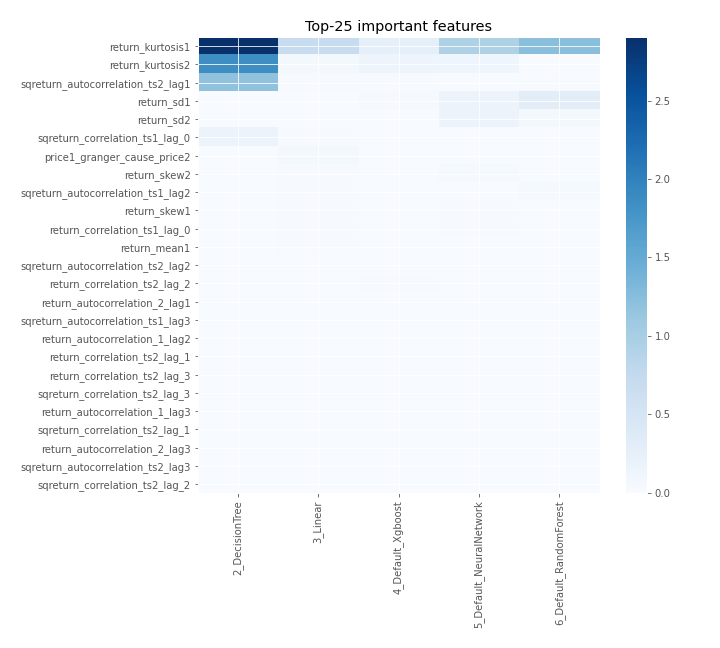 Top-25 important features
return_kurtosis1
return_kurtosis2
sqreturn_autocorrelation_ts2_lag1
return_sd1
return_sd2
sqreturn_correlation_ts1_lag_0
price1_granger_cause_price2
return_skew2
sqreturn_autocorrelation_ts1_lag2
return_skew1
return_correlation_ts1_lag_0
return_mean1
sqreturn_autocorrelation_ts2_lag2
return_correlation_ts2_lag_2
return_autocorrelation_2_lag1
sqreturn_autocorrelation_ts1_lag3
return_autocorrelation_1_lag2
return_correlation_ts2_lag_1
return_correlation_ts2_lag_3
sqreturn_correlation_ts2_lag_3
return_autocorrelation_1_lag3
sqreturn_correlation_ts2_lag_1
return_autocorrelation_2_lag3
sqreturn_autocorrelation_ts2_lag3
sqreturn_correlation_ts2_lag_2
2_DecisionTree
3_Linear
4_Default_Xgboost
5_Default_NeuralNetwork
6_Default_RandomForest
2.5
2.0
1.5
1.0
0.5
0.0